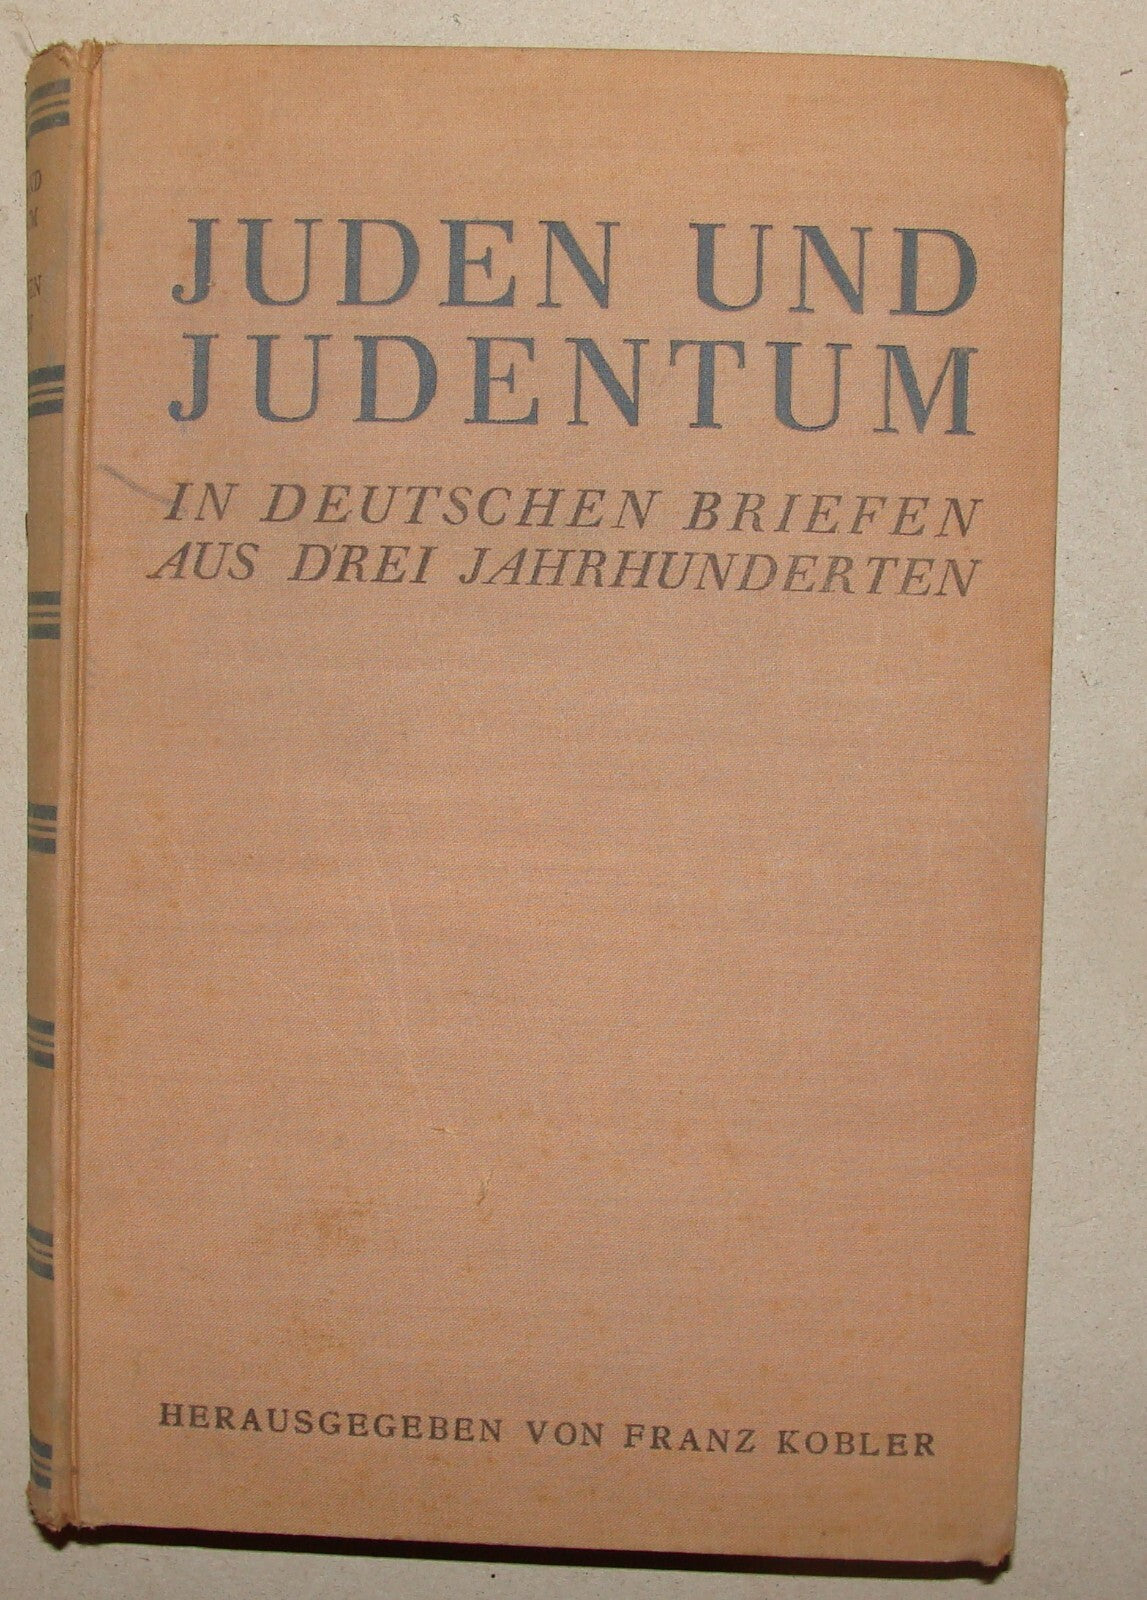 JUDEN UND
JUDENTUM
IN DEUTSCHEN BRIEFEN
AUS DREI JAHRHUNDERTEN
HERAUSGEGEBEN VON FRANZ KOBLER